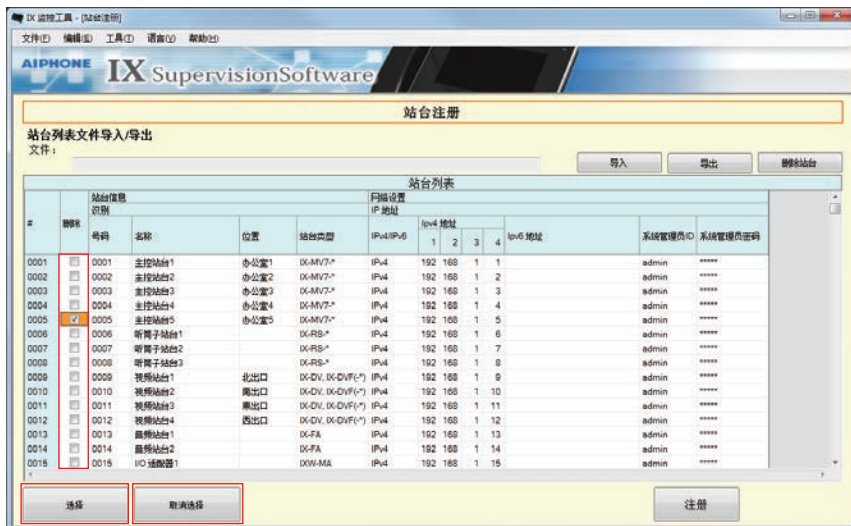 IX 监控工具 - [站台注册]
文件(F) 编辑(E) 工具(T) 语言(V) 帮助(H)
AIPHONE IX SupervisionSoftware
站台注册
站台列表文件导入/导出
文件:
导入 导出 删除站台
站台列表
站台信息 网络设置
识别 IP 地址
# 删除 号码 名称 位置 站台类型 IPv4/IPv6 Ipv4 地址 Ipv6 地址 系统管理员ID 系统管理员密码
1 2 3 4
0001 0001 主控站台1 办公室1 IX-MV7-* IPv4 192 168 1 1 admin *****
0002 0002 主控站台2 办公室2 IX-MV7-* IPv4 192 168 1 2 admin *****
0003 0003 主控站台3 办公室3 IX-MV7-* IPv4 192 168 1 3 admin *****
0004 0004 主控站台4 办公室4 IX-MV7-* IPv4 192 168 1 4 admin *****
0005 0005 主控站台5 办公室5 IX-MV7-* IPv4 192 168 1 5 admin *****
0006 0006 听筒子站台1 IX-RS-* IPv4 192 168 1 6 admin *****
0007 0007 听筒子站台2 IX-RS-* IPv4 192 168 1 7 admin *****
0008 0008 听筒子站台3 IX-RS-* IPv4 192 168 1 8 admin *****
0009 0009 视频站台1 北出口 IX-DV, IX-DVF(-*) IPv4 192 168 1 9 admin *****
0010 0010 视频站台2 南出口 IX-DV, IX-DVF(-*) IPv4 192 168 1 10 admin *****
0011 0011 视频站台3 東出口 IX-DV, IX-DVF(-*) IPv4 192 168 1 11 admin *****
0012 0012 视频站台4 西出口 IX-DV, IX-DVF(-*) IPv4 192 168 1 12 admin *****
0013 0013 音频站台1 IX-FA IPv4 192 168 1 13 admin *****
0014 0014 音频站台2 IX-FA IPv4 192 168 1 14 admin *****
0015 0015 I/O 适配器1 IXW-MA IPv4 192 168 1 15 admin *****
选择 取消选择 注册